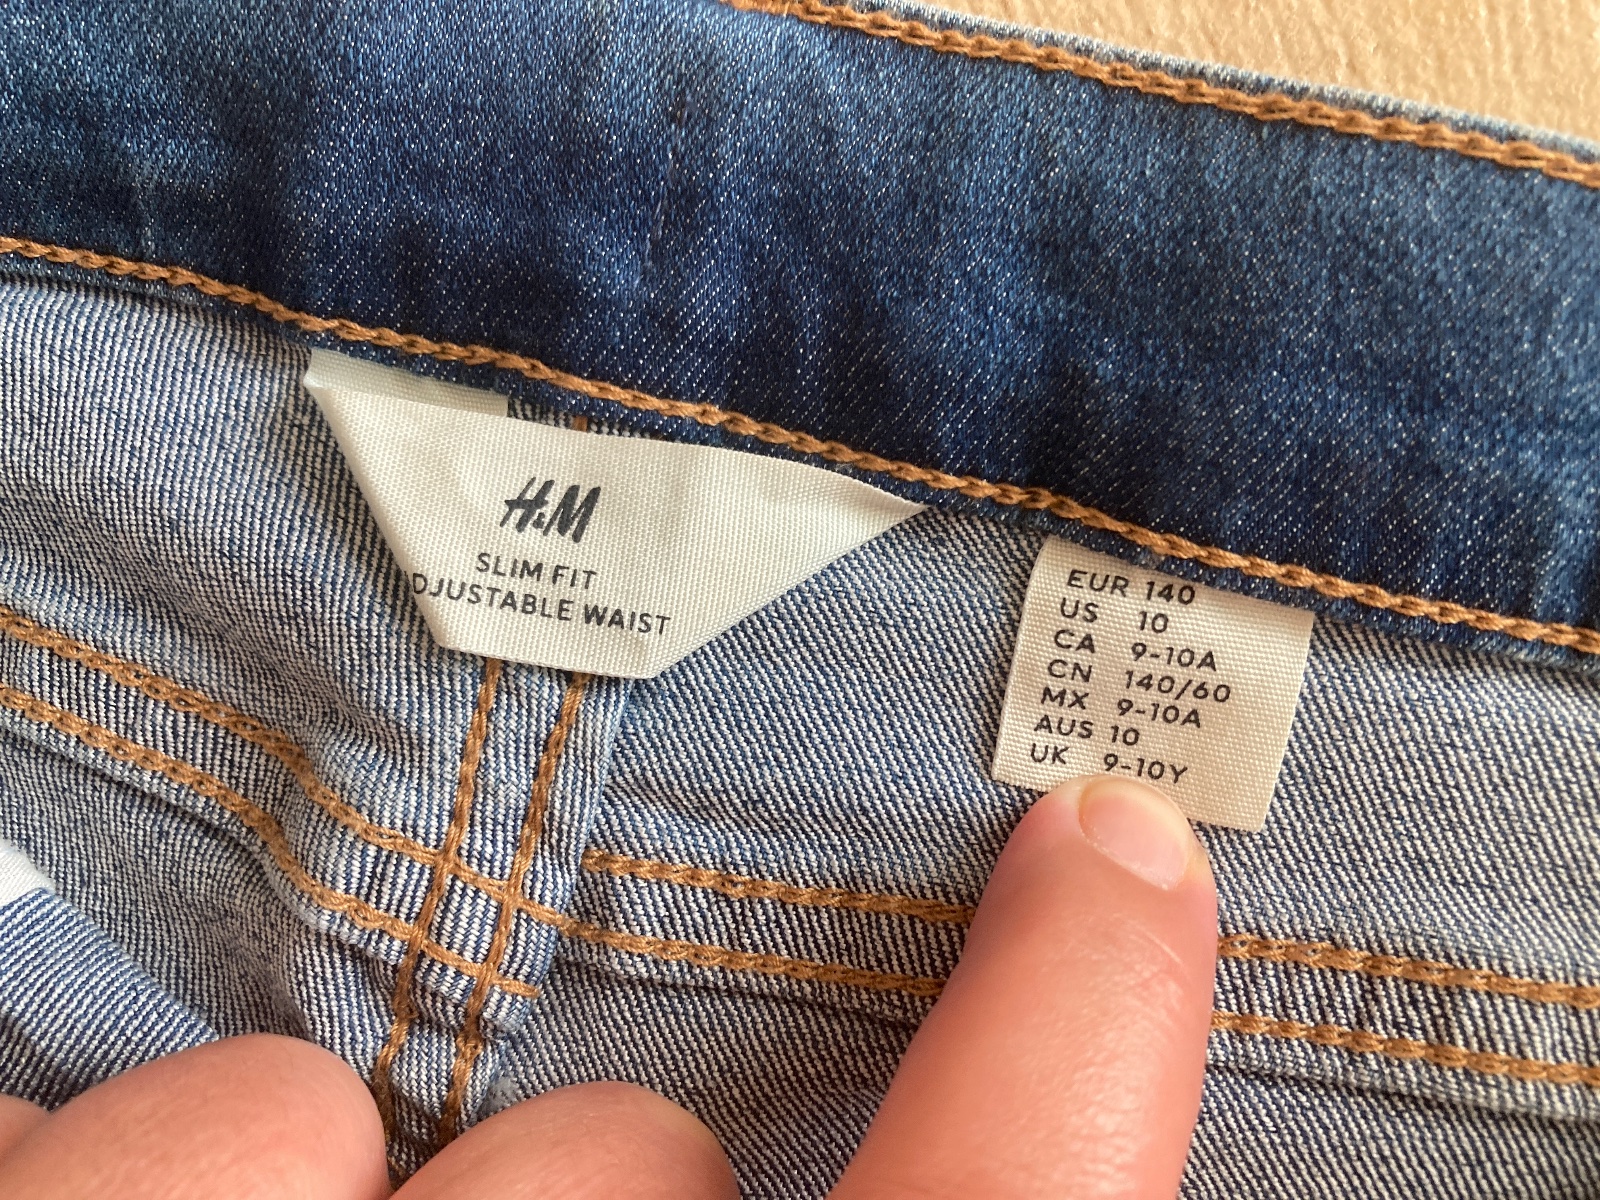 H&M
SLIM FIT
DJUSTABLE WAIST
EUR 140
US 10
CA 9-10A
CN 140/60
MX 9-10A
AUS 10
UK 9-10Y